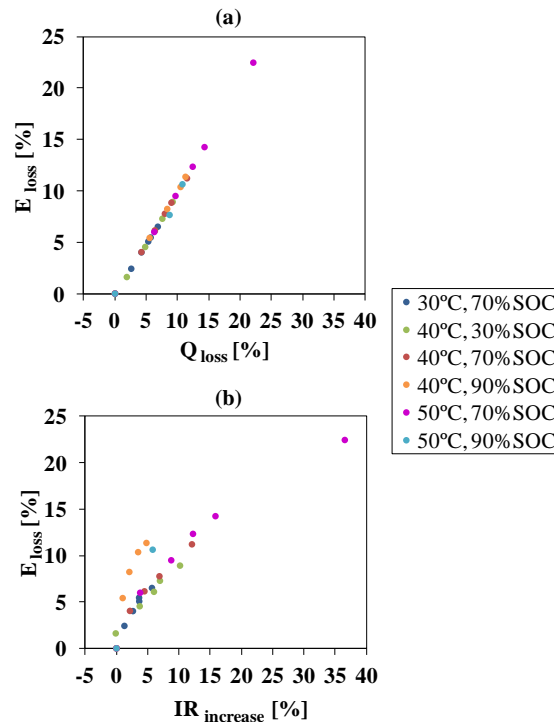 (a)
25
20
15
10
5
0
E loss [%]
-5 0 5 10 15 20 25 30 35 40
Q loss [%]
30ºC, 70%SOC
40ºC, 30%SOC
40ºC, 70%SOC
40ºC, 90%SOC
50ºC, 70%SOC
50ºC, 90%SOC
(b)
25
20
15
10
5
0
E loss [%]
-5 0 5 10 15 20 25 30 35 40
IR increase [%]